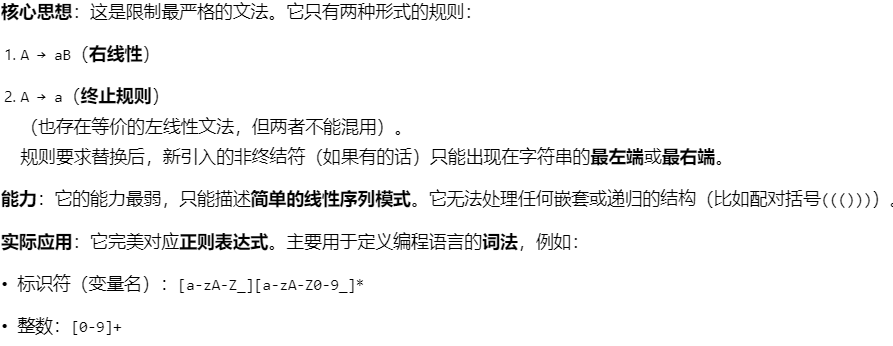 核心思想：这是限制最严格的文法。它只有两种形式的规则：
1. A → aB（右线性）
2. A → a（终止规则）
（也存在等价的左线性文法，但两者不能混用）。
规则要求替换后，新引入的非终结符（如果有的话）只能出现在字符串的最左端或最右端。
能力：它的能力最弱，只能描述简单的线性序列模式。它无法处理任何嵌套或递归的结构（比如配对括号((()))）。
实际应用：它完美对应正则表达式。主要用于定义编程语言的词法，例如：
• 标识符（变量名）：[a-zA-Z_][a-zA-Z0-9_]*
• 整数：[0-9]+